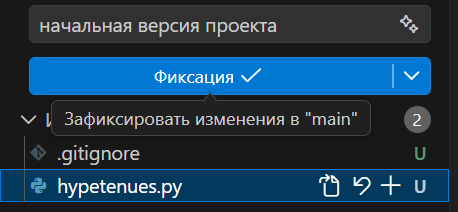 начальная версия проекта
Фиксация
Зафиксировать изменения в "main"
2
.gitignore U
hypetenues.py U